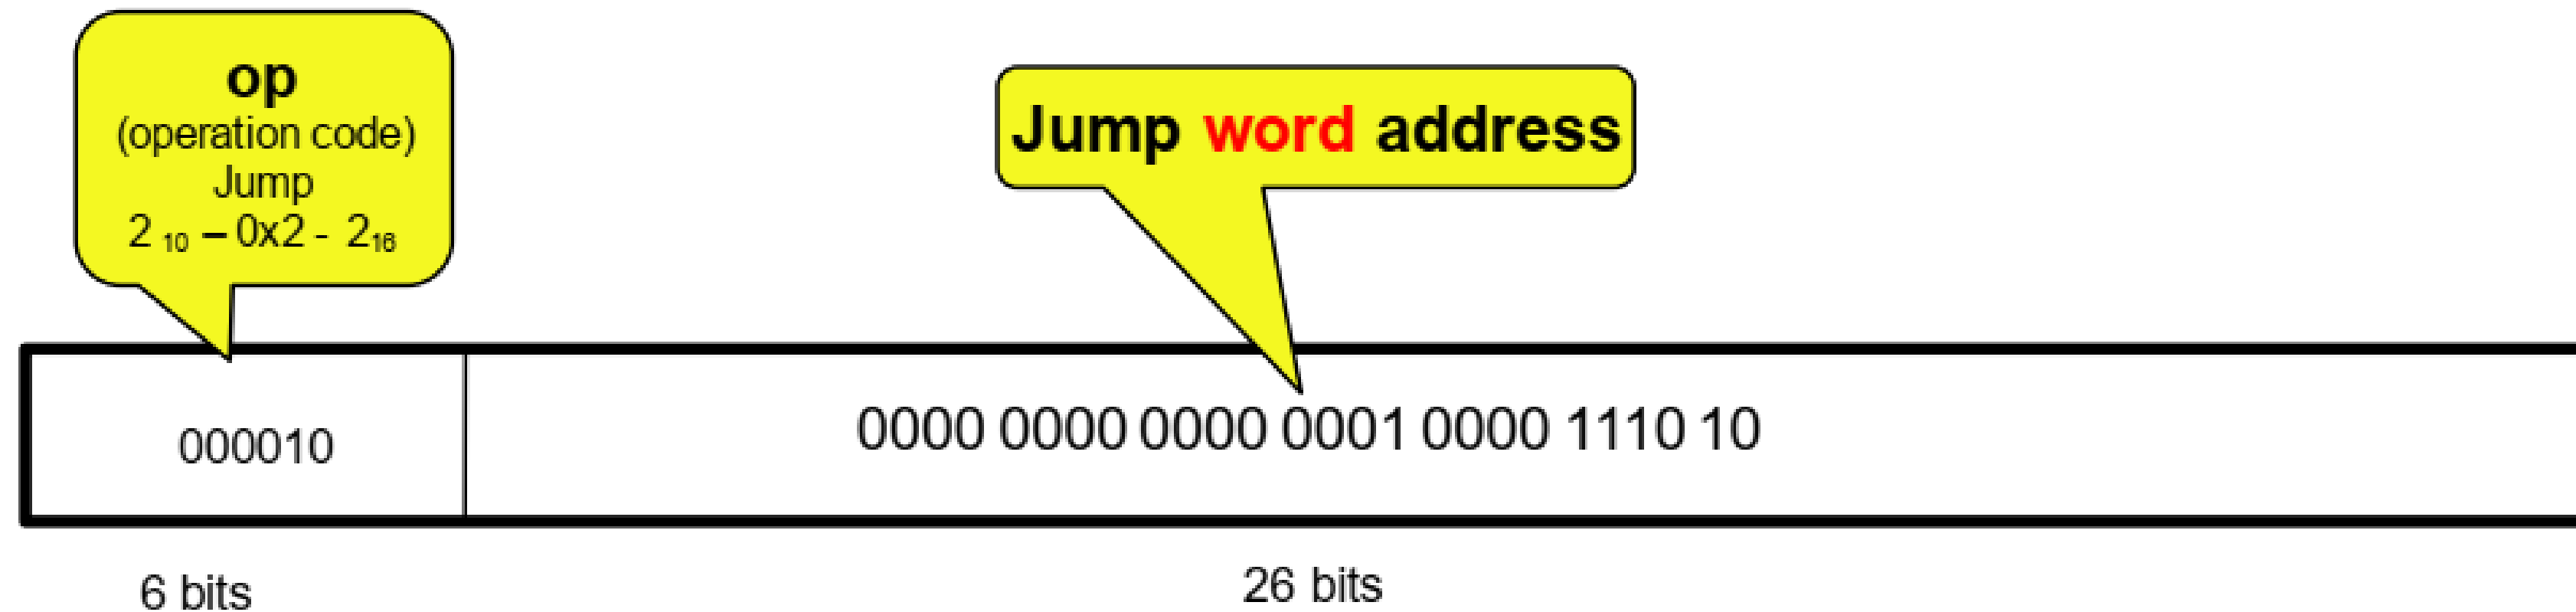 op
(operation code)
Jump
2 10 – 0x2 - 216
Jump word address
000010
0000 0000 0000 0001 0000 1110 10
6 bits
26 bits